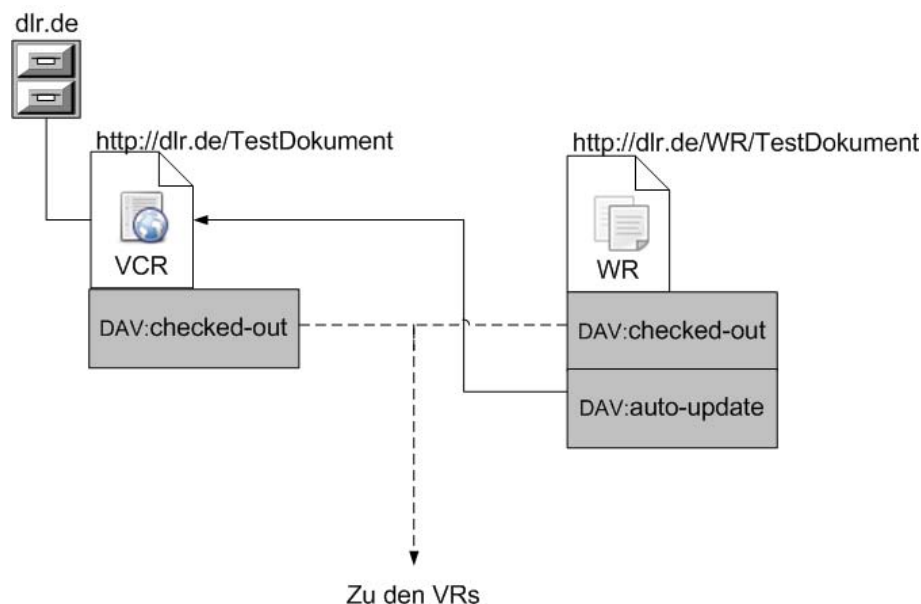 dlr.de
http://dlr.de/TestDokument
http://dlr.de/WR/TestDokument
VCR
WR
DAV:checked-out
DAV:checked-out
DAV:auto-update
Zu den VRs